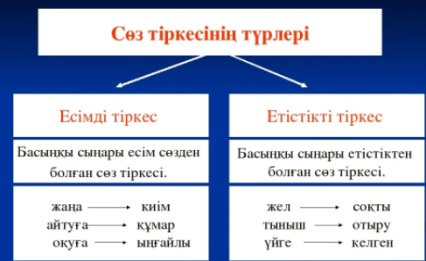 Сөз тіркесінің түрлері
Есімді тіркес
Етістікті тіркес
Басыңқы сыңары есім сөзден
болған сөз тіркесі.
Басыңқы сыңары етістіктен
болған сөз тіркесі.
жаңа → киім
айтуға → құмар
оқуға → ыңғайлы
жел → соқты
тыныш → отыру
үйге → келген